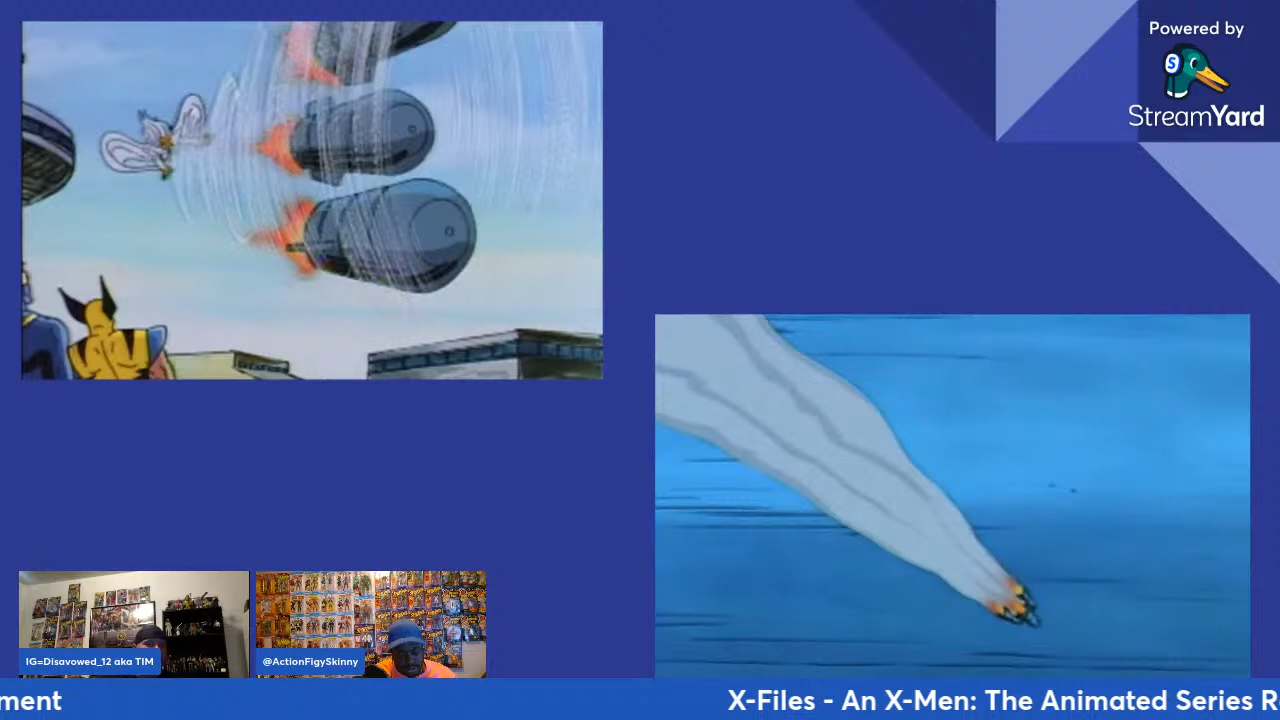 Powered by
StreamYard
IG=Disavowed_12 aka TIM
@ActionFigySkinny
ment
X-Files - An X-Men: The Animated Series R